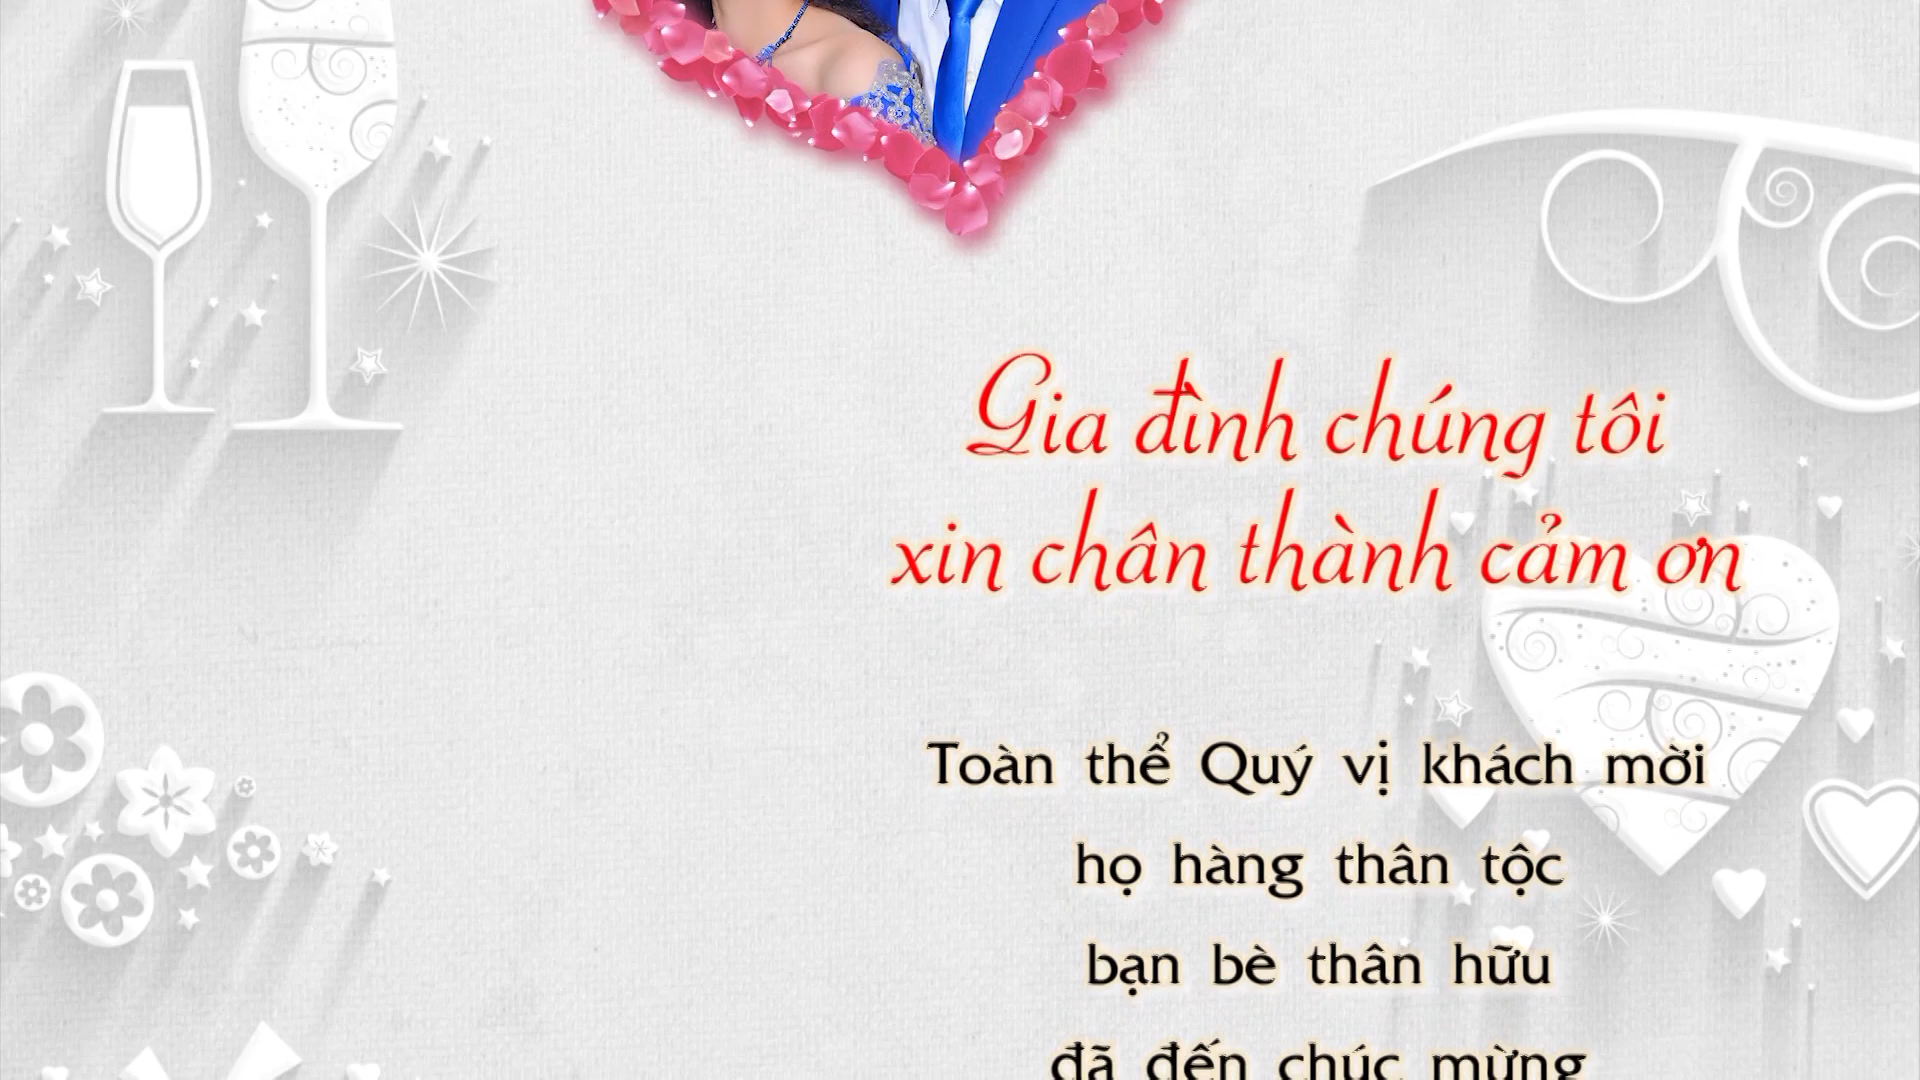 Gia đình chúng tôi
xin chân thành cảm ơn
Toàn thể Quý vị khách mời
họ hàng thân tộc
bạn bè thân hữu
đã đến chúc mừng